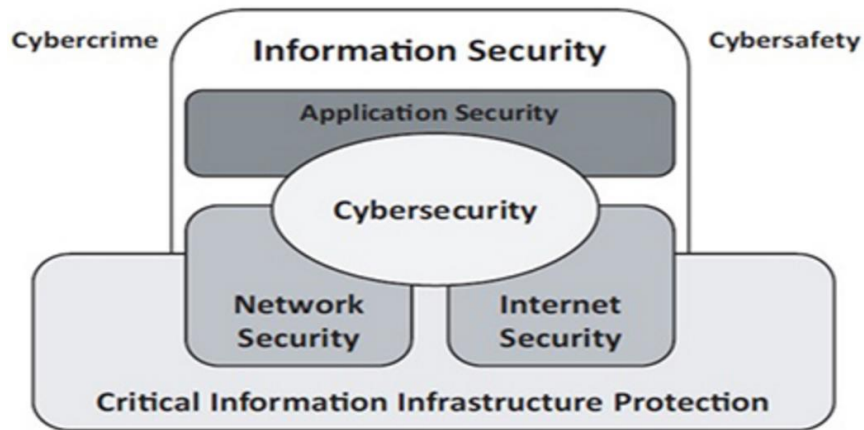 Cybercrime
Information Security
Cybersafety
Application Security
Cybersecurity
Network
Security
Internet
Security
Critical Information Infrastructure Protection